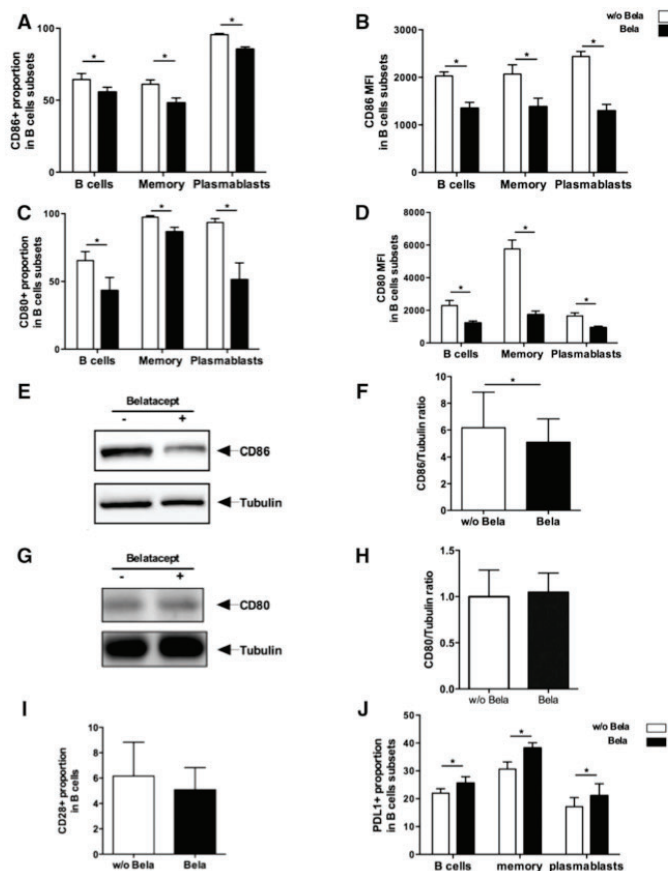 A
CD86+ proportion
in B cells subsets
100
50
0
*
*
*
B cells
Memory
Plasmablasts
B
w/o Bela
Bela
CD86 MFI
in B cells subsets
3000
2000
1000
0
*
*
*
B cells
Memory
Plasmablasts
C
CD80+ proportion
in B cells subsets
100
50
0
*
*
*
B cells
Memory
Plasmablasts
D
CD80 MFI
in B cells subsets
8000
6000
4000
2000
0
*
*
*
B cells
Memory
Plasmablasts
E
Belatacept
-
+
CD86
Tubulin
F
CD86/Tubulin ratio
10
8
6
4
2
0
*
w/o Bela
Bela
G
Belatacept
-
+
CD80
Tubulin
H
CD80/Tubulin ratio
1.5
1.0
0.5
0.0
w/o Bela
Bela
I
CD28+ proportion
in B cells
10
8
6
4
2
0
w/o Bela
Bela
J
w/o Bela
Bela
PDL1+ proportion
in B cells subsets
50
40
30
20
10
0
*
*
*
B cells
memory
plasmablasts